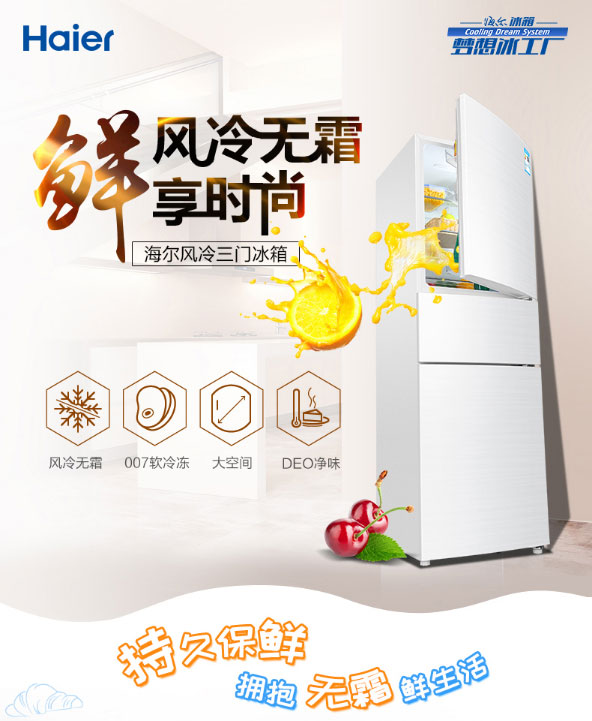 Haier
海尔冰箱
Cooling Dream System
梦想冰工厂
鲜
风冷无霜
享时尚
海尔风冷三门冰箱
风冷无霜 007软冷冻 大空间 DEO净味
持久保鲜
拥抱 无霜 鲜生活